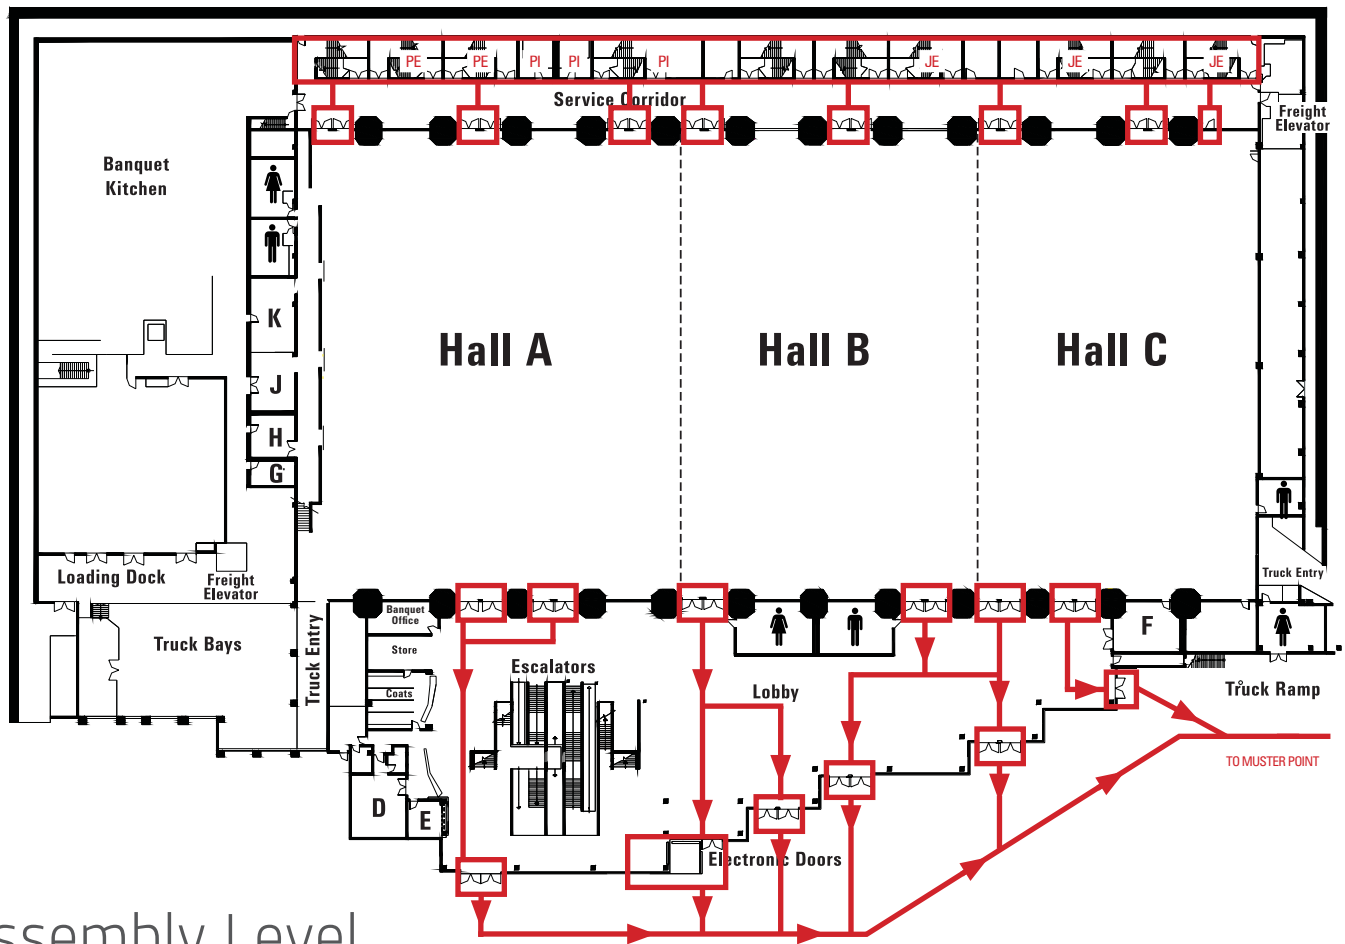 PE PE PI PI PI JE JE JE
Service Corridor
Freight
Elevator
Banquet
Kitchen
K
Hall A Hall B Hall C
J
H
G
Loading Dock
Freight
Elevator
Truck Entry
Banquet
Office
F
Truck Bays
Store
Truck Entry
Escalators
Coats
Lobby
Truck Ramp
TO MUSTER POINT
D
E
Electronic Doors
ssembly Level